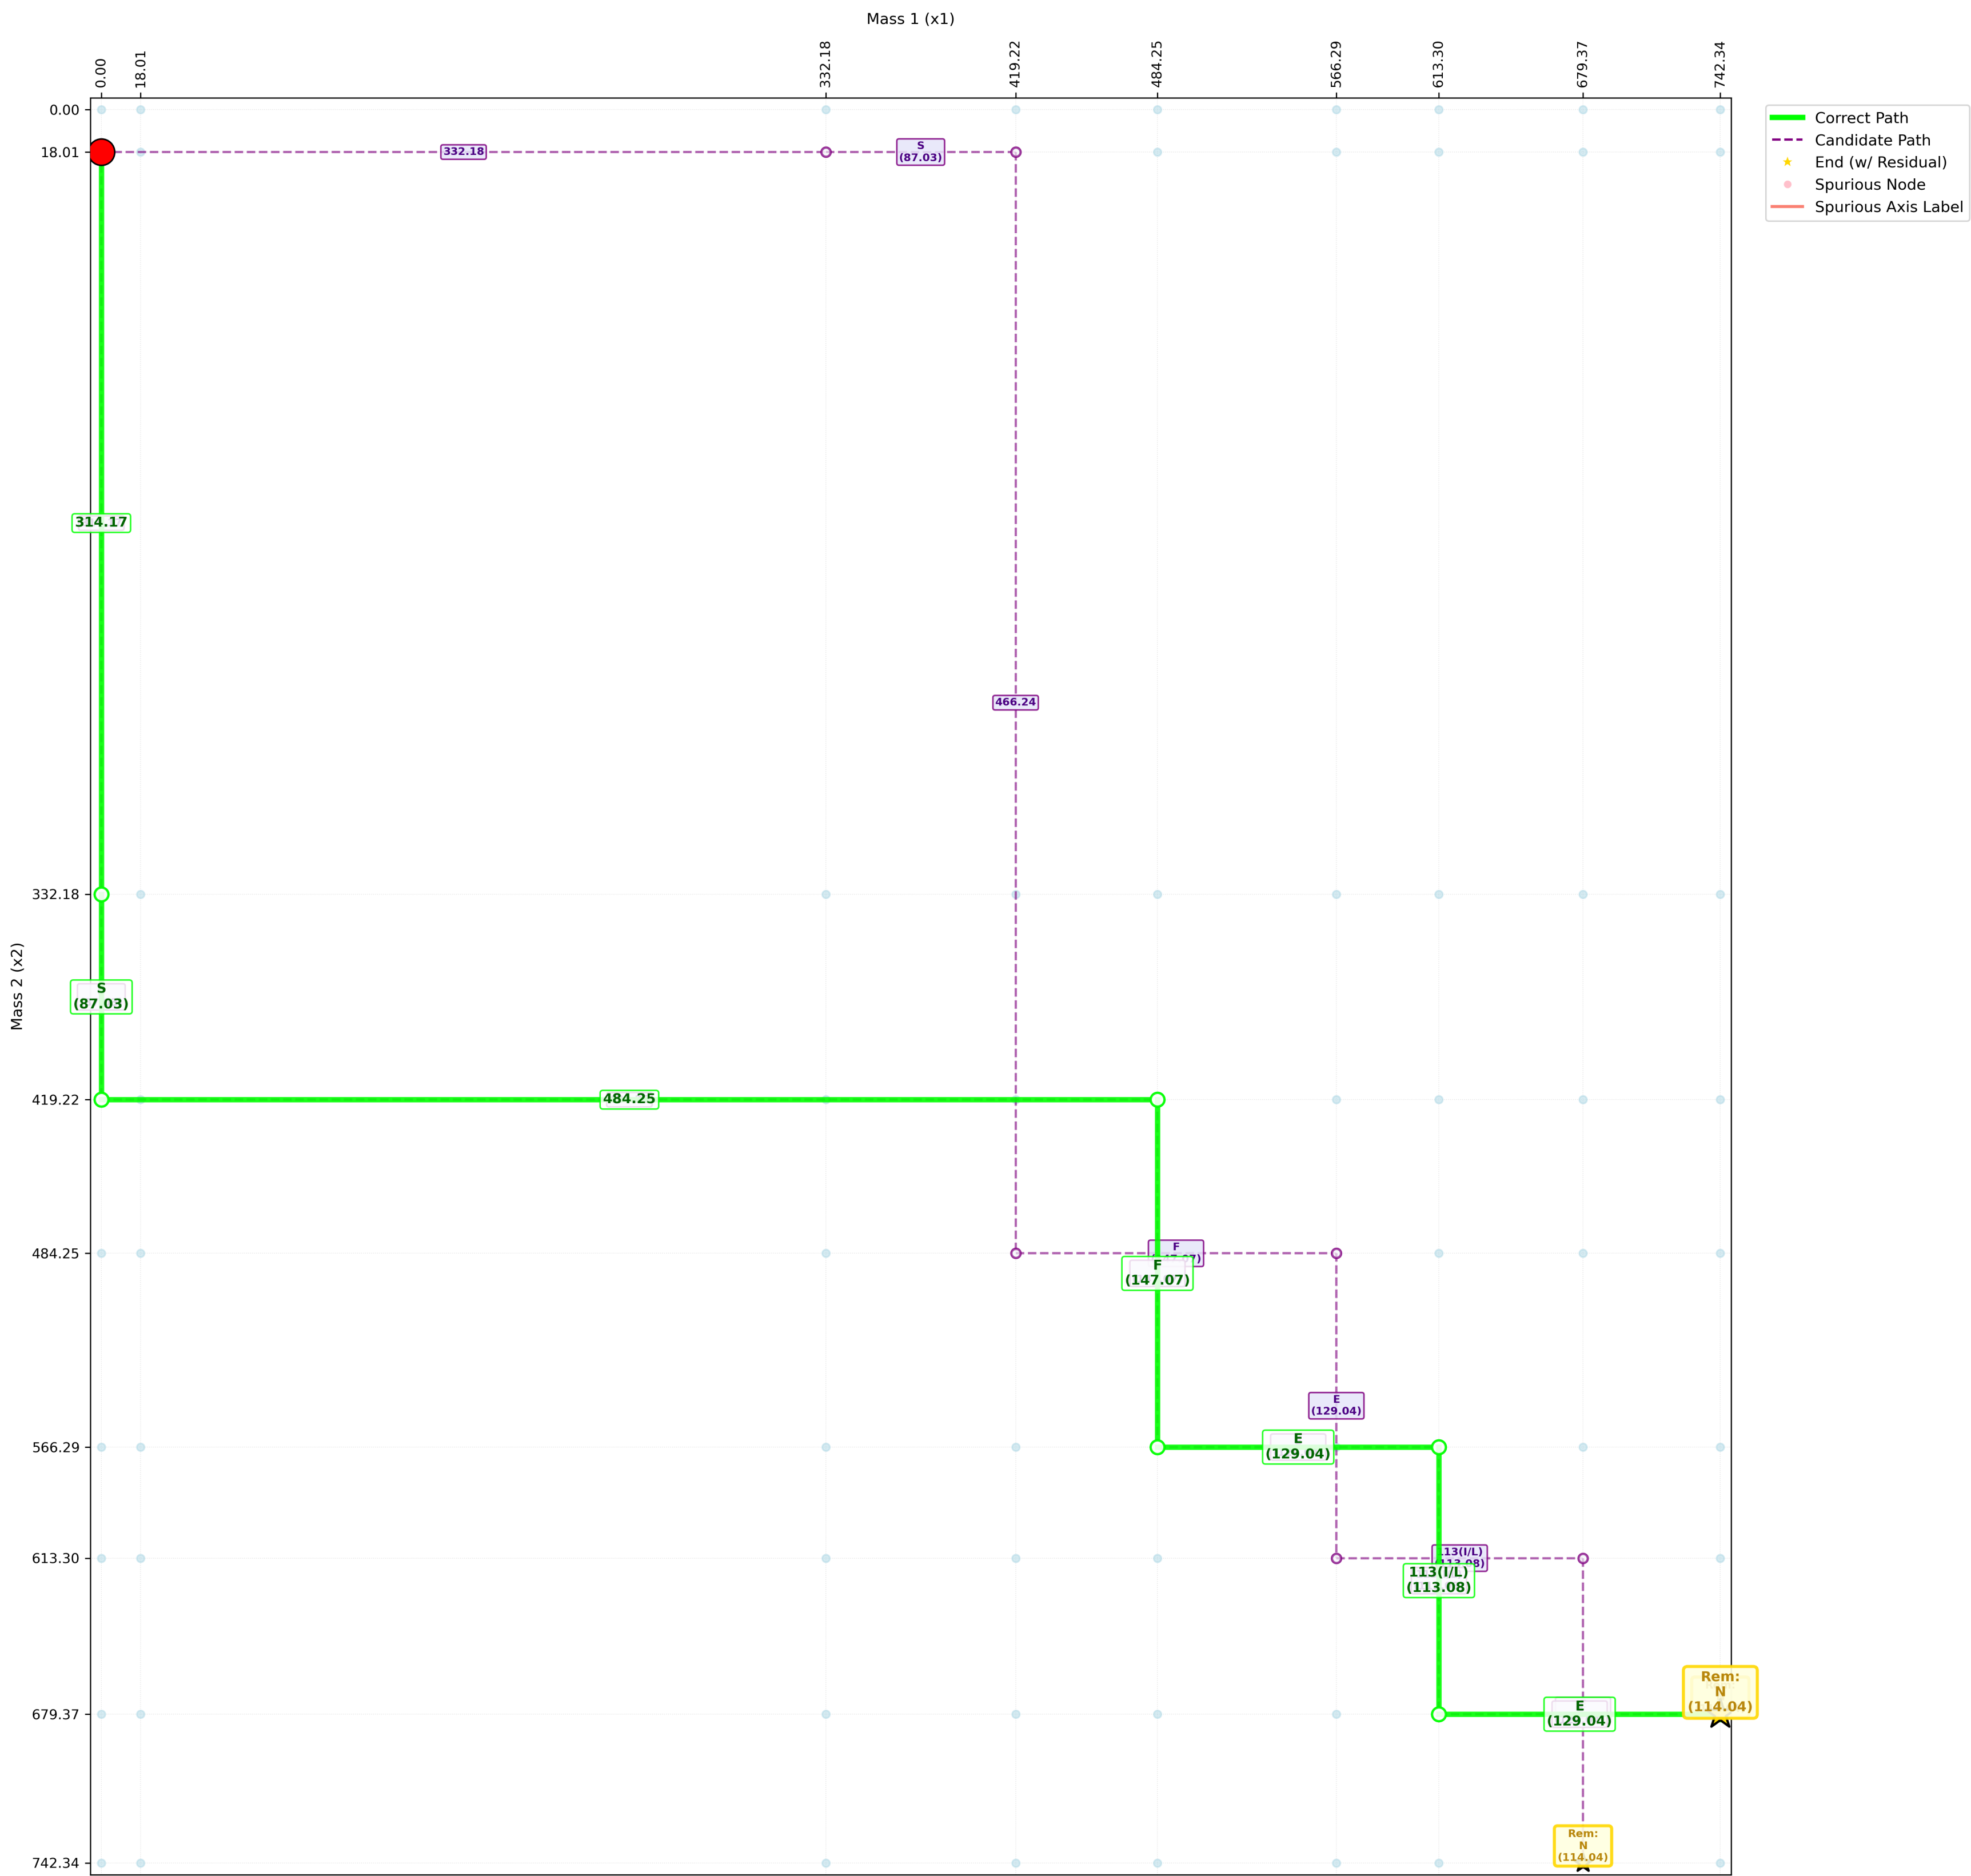 Mass 1 (x1)
0.00
18.01
332.18
419.22
484.25
566.29
613.30
679.37
742.34
Correct Path
Candidate Path
End (w/ Residual)
Spurious Node
Spurious Axis Label
Mass 2 (x2)
0.00
18.01
332.18
419.22
484.25
566.29
613.30
679.37
742.34
332.18
S
(87.03)
314.17
466.24
S
(87.03)
484.25
F
F
(147.07)
E
(129.04)
E
(129.04)
113(I/L)
(113.08)
113(I/L)
(113.08)
E
(129.04)
Rem:
N
(114.04)
Rem:
N
(114.04)